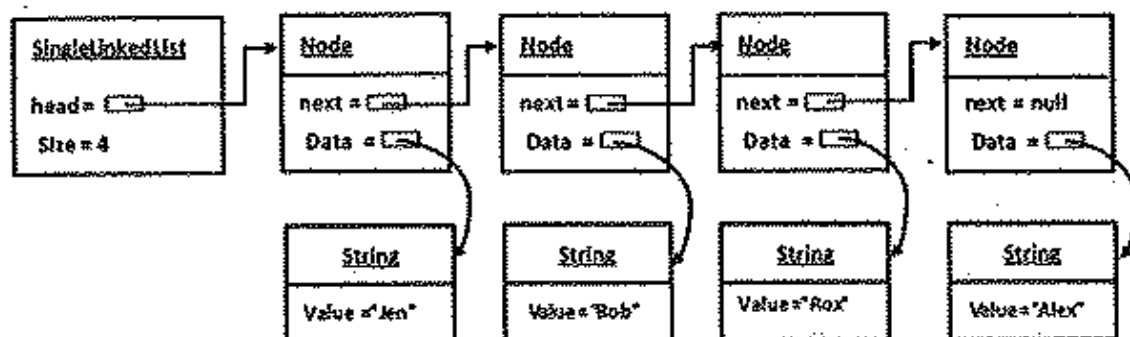 SingleLinkedList
head =
Size = 4
Node
next =
Data =
Node
next =
Data =
Node
next =
Data =
Node
next = null
Data =
String
Value ="Jen"
String
Value = "Bob"
String
Value ="Rox"
String
Value = "Alex"